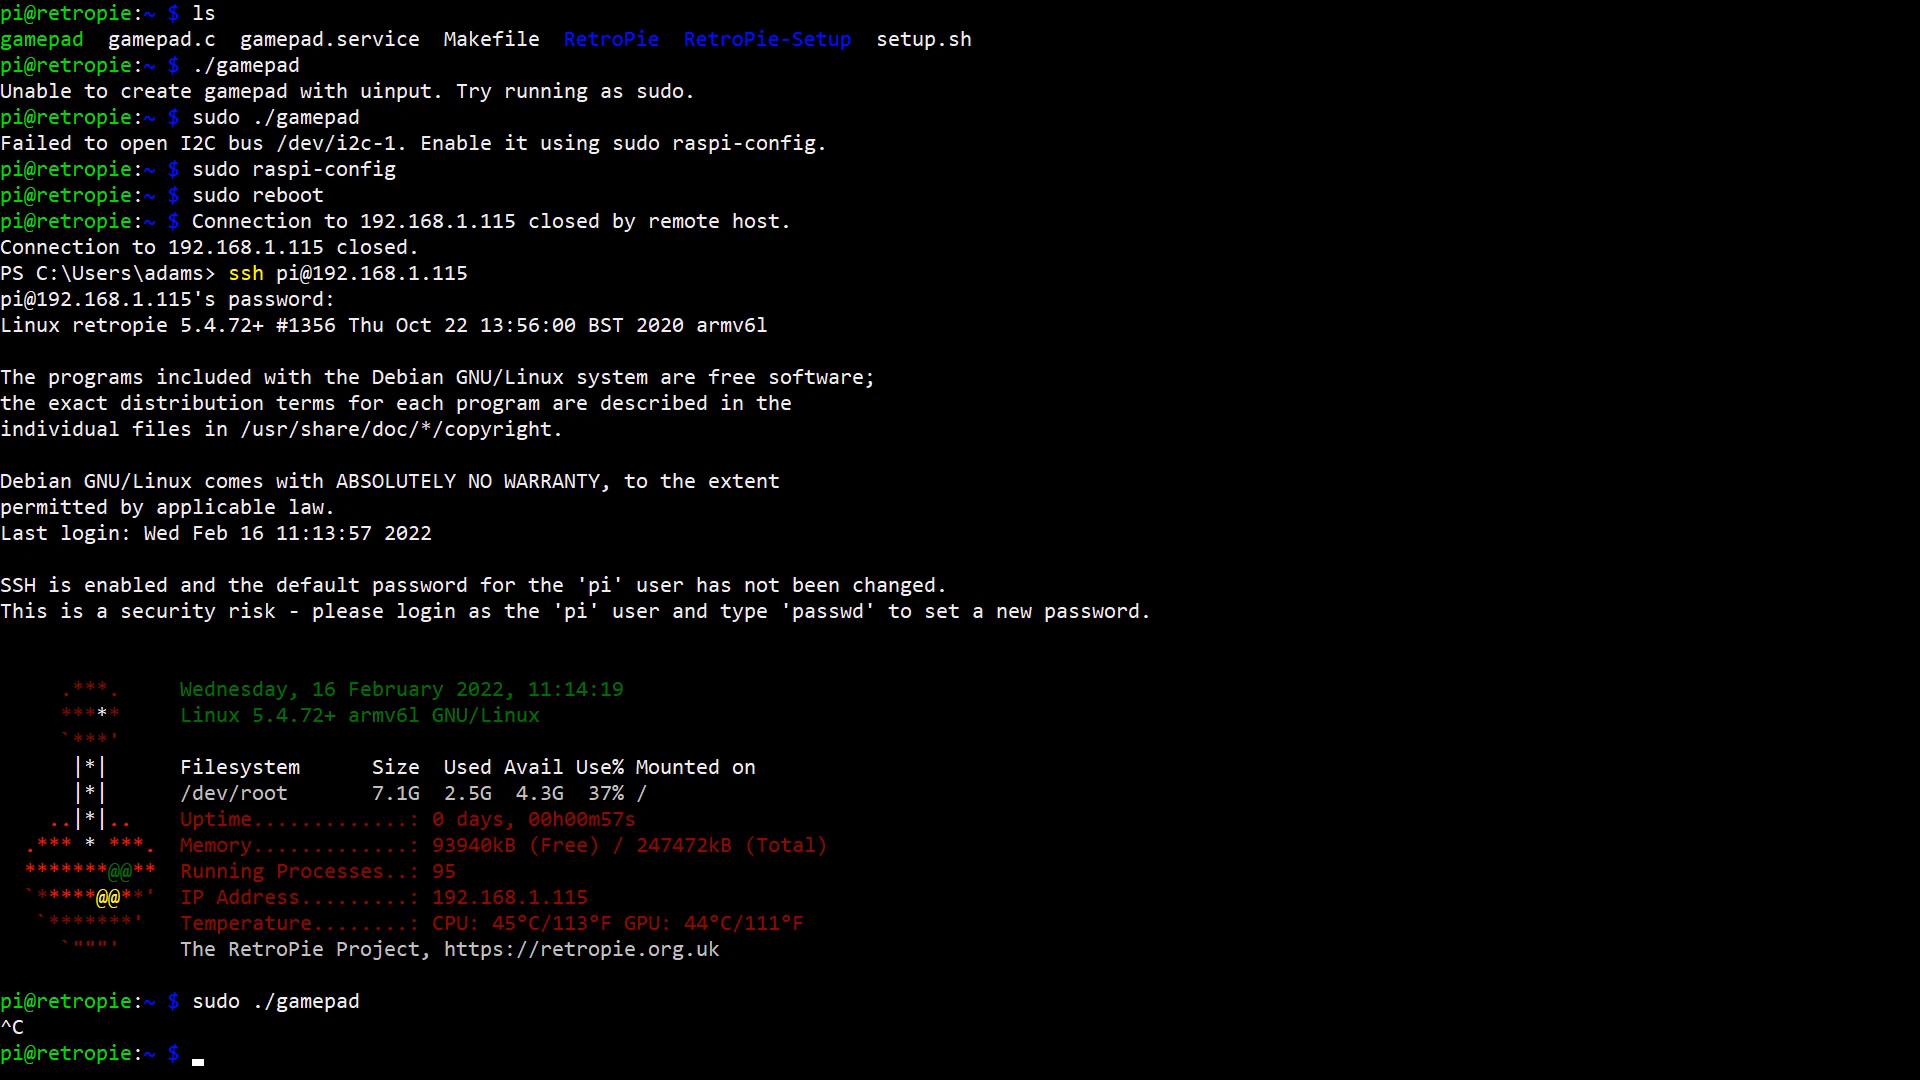 pi@retropie:~ $ ls
gamepad  gamepad.c  gamepad.service  Makefile  RetroPie  RetroPie-Setup  setup.sh
pi@retropie:~ $ ./gamepad
Unable to create gamepad with uinput. Try running as sudo.
pi@retropie:~ $ sudo ./gamepad
Failed to open I2C bus /dev/i2c-1. Enable it using sudo raspi-config.
pi@retropie:~ $ sudo raspi-config
pi@retropie:~ $ sudo reboot
pi@retropie:~ $ Connection to 192.168.1.115 closed by remote host.
Connection to 192.168.1.115 closed.
PS C:\Users\adams> ssh pi@192.168.1.115
pi@192.168.1.115's password:
Linux retropie 5.4.72+ #1356 Thu Oct 22 13:56:00 BST 2020 armv6l

The programs included with the Debian GNU/Linux system are free software;
the exact distribution terms for each program are described in the
individual files in /usr/share/doc/*/copyright.

Debian GNU/Linux comes with ABSOLUTELY NO WARRANTY, to the extent
permitted by applicable law.
Last login: Wed Feb 16 11:13:57 2022

SSH is enabled and the default password for the 'pi' user has not been changed.
This is a security risk - please login as the 'pi' user and type 'passwd' to set a new password.


     .***.     Wednesday, 16 February 2022, 11:14:19
     *****     Linux 5.4.72+ armv6l GNU/Linux
     `***'
      |*|      Filesystem      Size  Used Avail Use% Mounted on
      |*|      /dev/root       7.1G  2.5G  4.3G  37% /
    ..|*|..    Uptime.............: 0 days, 00h00m57s
  .*** * ***.  Memory.............: 93940kB (Free) / 247472kB (Total)
  *******@@**  Running Processes..: 95
  `*****@@**'  IP Address.........: 192.168.1.115
   `*******'   Temperature........: CPU: 45°C/113°F GPU: 44°C/111°F
     `"""'     The RetroPie Project, https://retropie.org.uk

pi@retropie:~ $ sudo ./gamepad
^C
pi@retropie:~ $